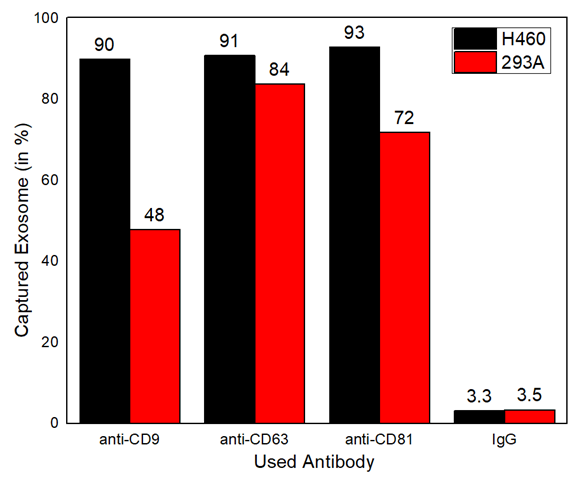 100
80
60
40
20
0
Captured Exosome (in %)
90
48
91
84
93
72
3.3
3.5
H460
293A
anti-CD9
anti-CD63
anti-CD81
IgG
Used Antibody